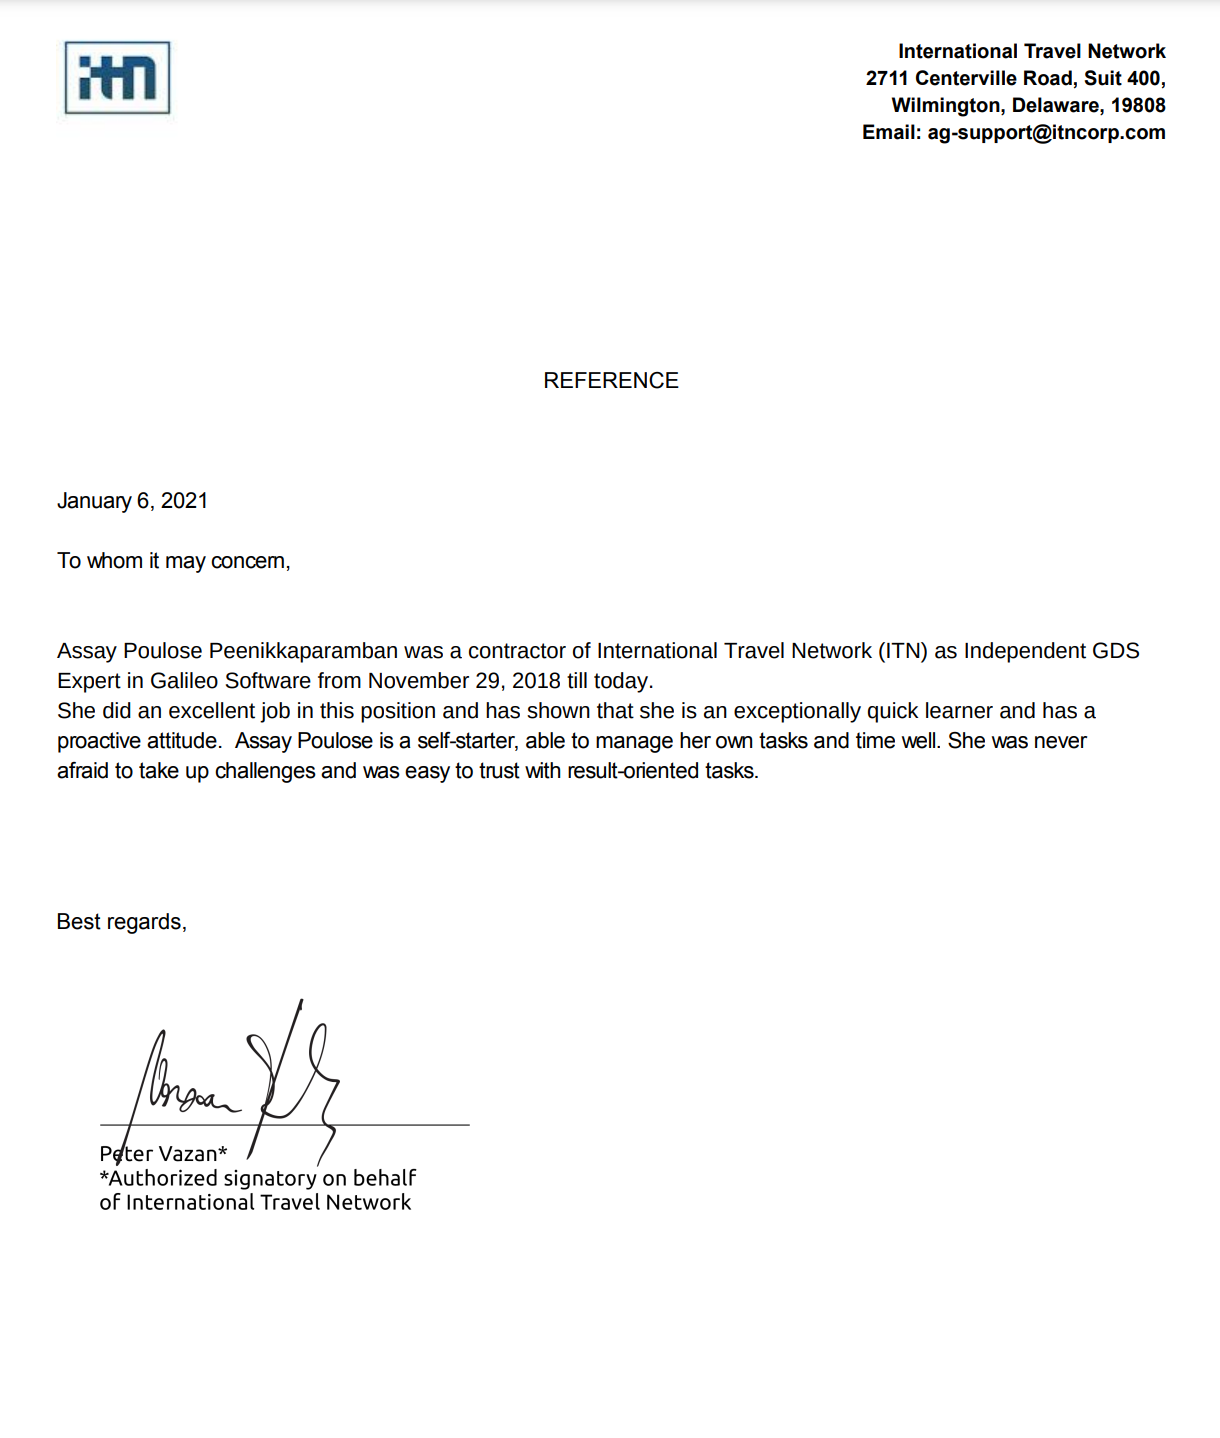 itn
International Travel Network
2711 Centerville Road, Suit 400,
Wilmington, Delaware, 19808
Email: ag-support@itncorp.com
REFERENCE
January 6, 2021
To whom it may concern,
Assay Poulose Peenikkaparamban was a contractor of International Travel Network (ITN) as Independent GDS
Expert in Galileo Software from November 29, 2018 till today.
She did an excellent job in this position and has shown that she is an exceptionally quick learner and has a
proactive attitude.  Assay Poulose is a self-starter, able to manage her own tasks and time well. She was never
afraid to take up challenges and was easy to trust with result-oriented tasks.
Best regards,
Peter Vazan*
*Authorized signatory on behalf
of International Travel Network